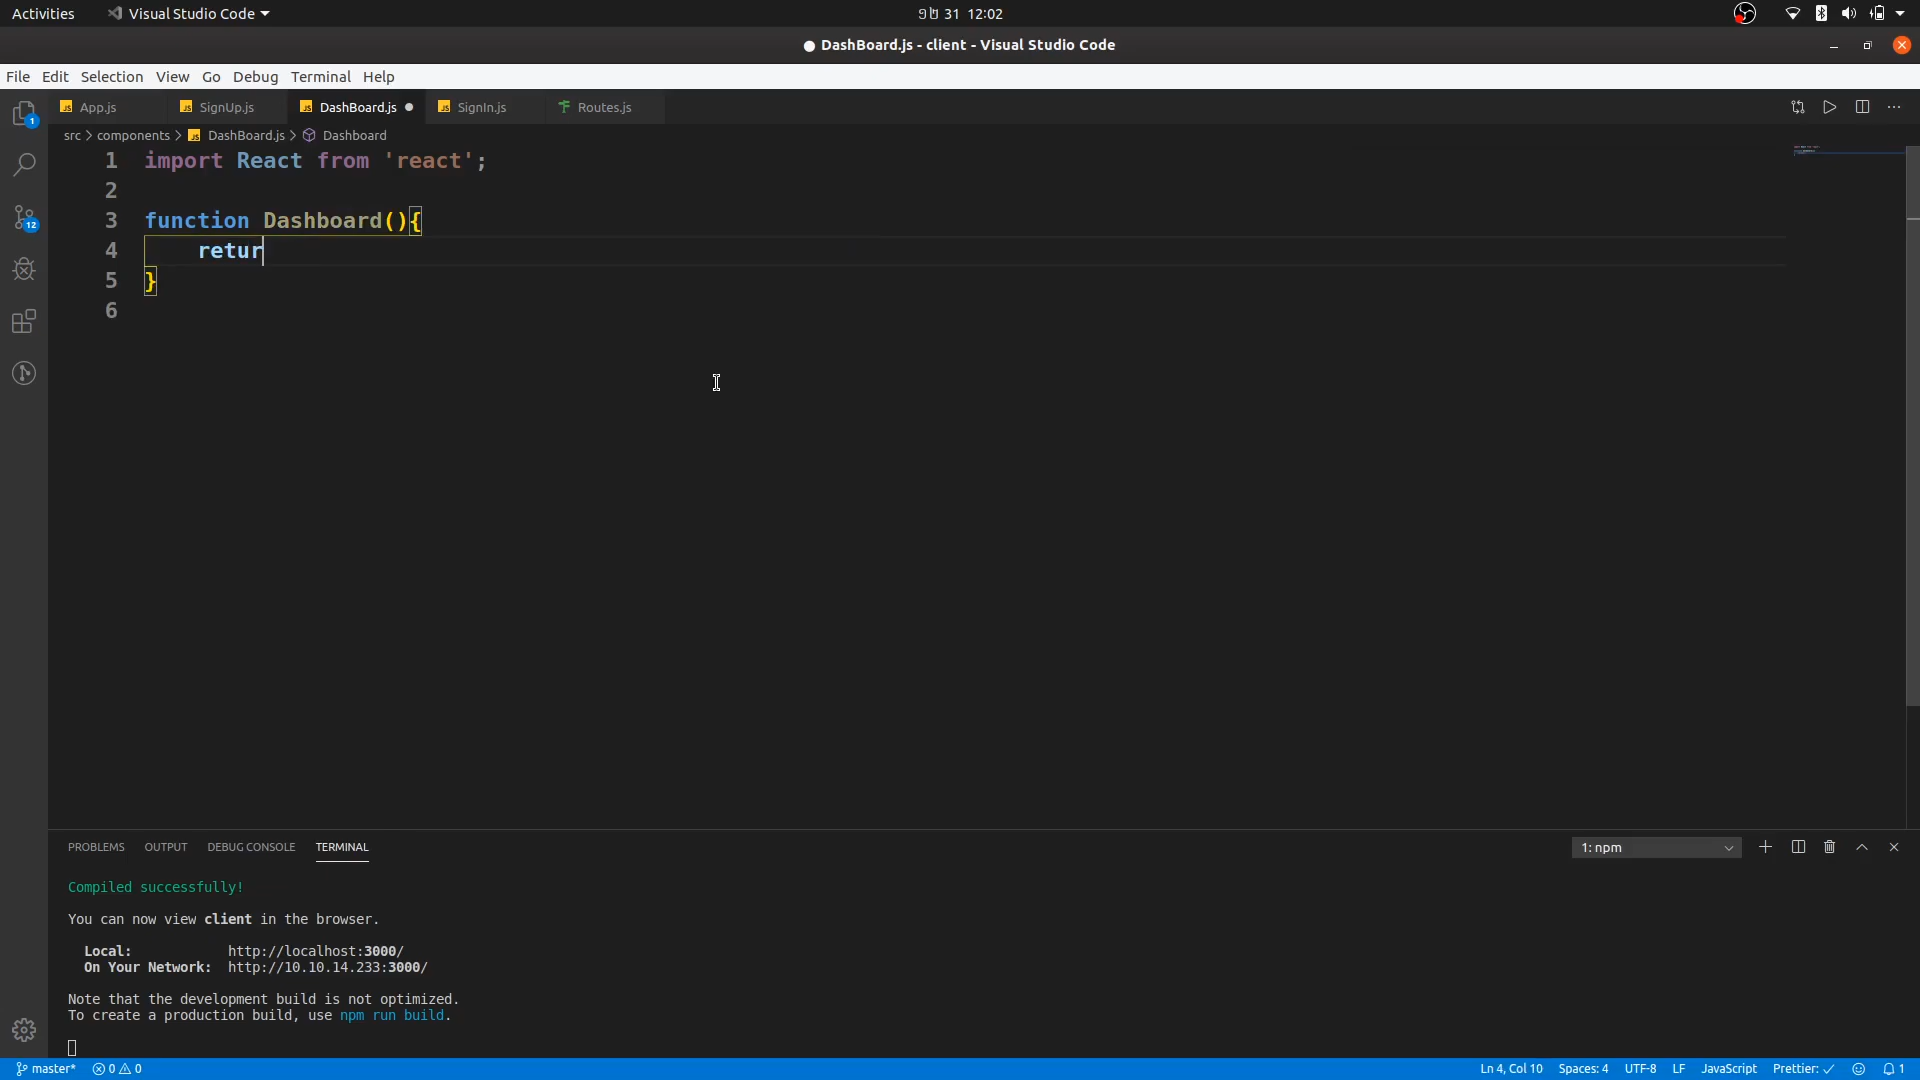 Activities Visual Studio Code ටැඞ 31 12:02
DashBoard.js - client - Visual Studio Code
File Edit Selection View Go Debug Terminal Help
App.js SignUp.js DashBoard.js SignIn.js Routes.js
src > components > DashBoard.js > Dashboard
1 import React from 'react';
2
3 function Dashboard(){
4 retur
5 }
6
1
12
PROBLEMS OUTPUT DEBUG CONSOLE TERMINAL 1: npm
Compiled successfully!
You can now view client in the browser.
Local: http://localhost:3000/
On Your Network: http://10.10.14.233:3000/
Note that the development build is not optimized.
To create a production build, use npm run build.
master* 0 0 Ln 4, Col 10 Spaces: 4 UTF-8 LF JavaScript Prettier: ✓ 1